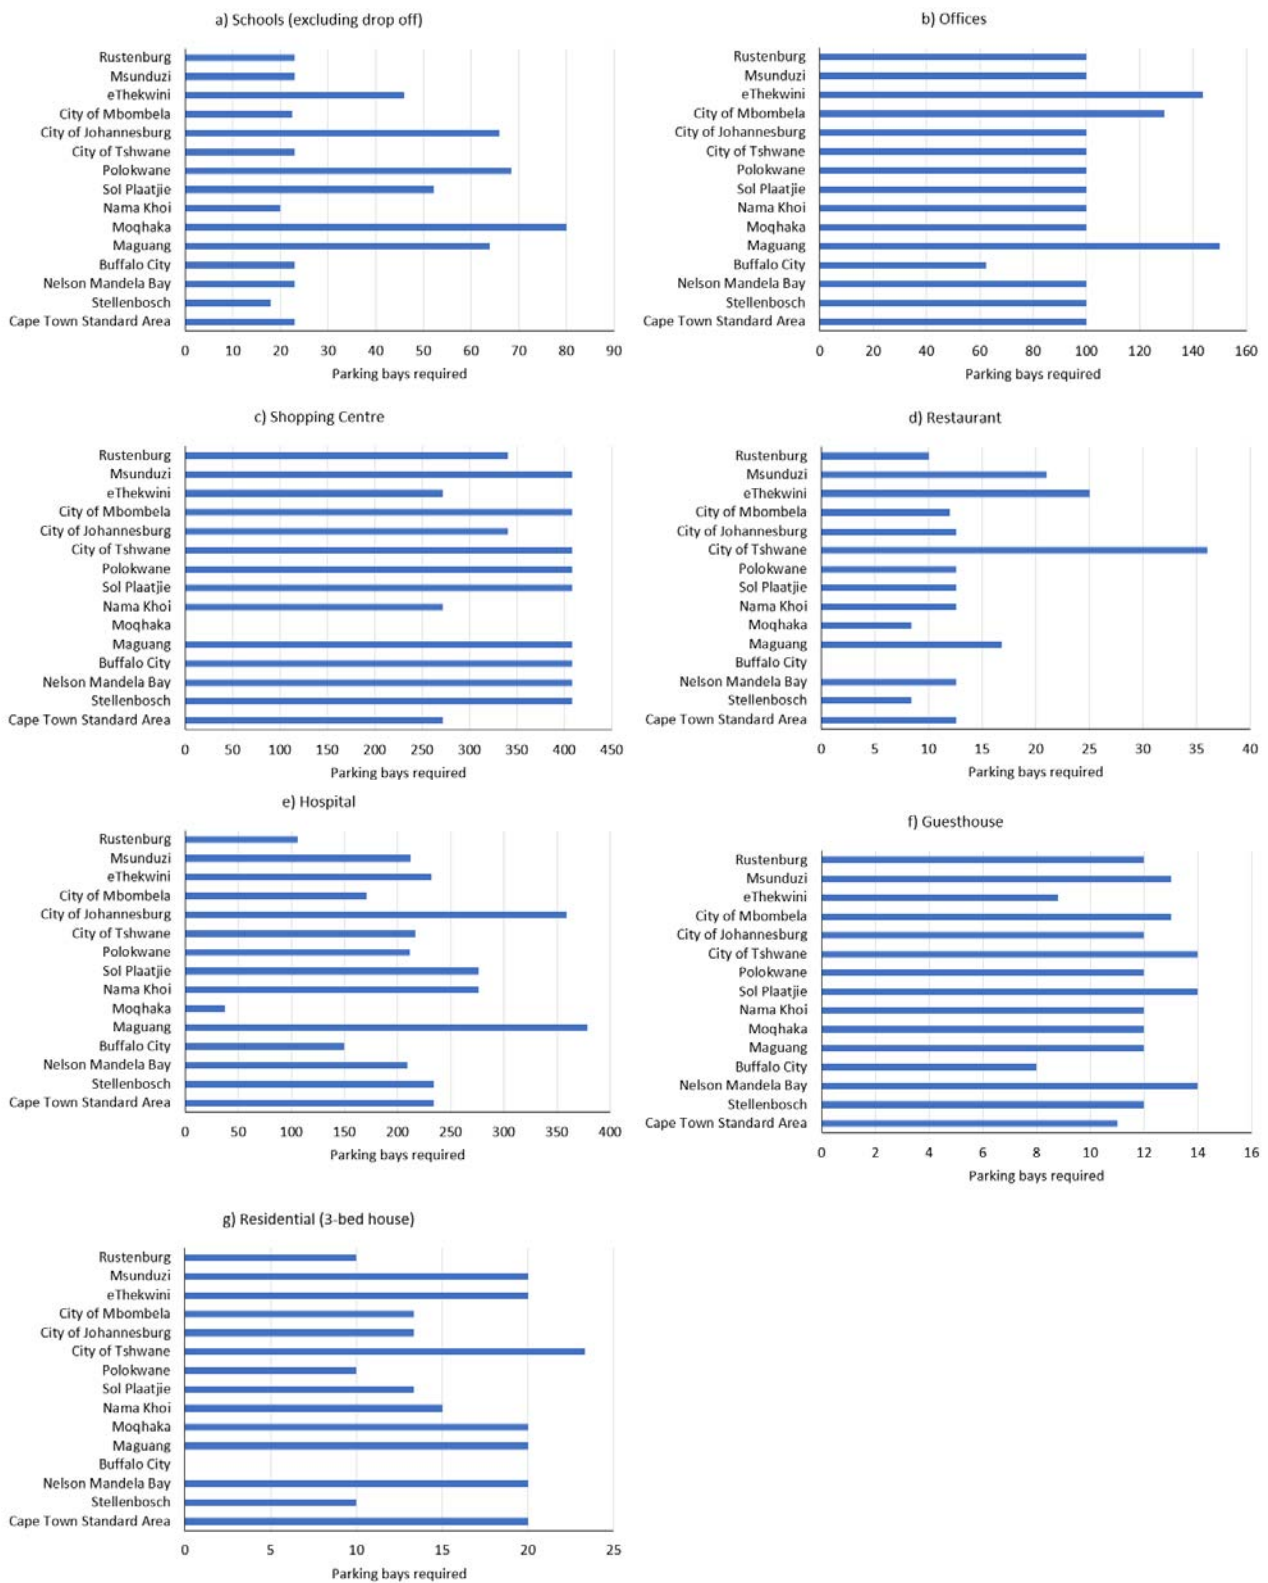 a) Schools (excluding drop off)
Rustenburg
Msunduzi
eThekwini
City of Mbombela
City of Johannesburg
City of Tshwane
Polokwane
Sol Plaatjie
Nama Khoi
Moqhaka
Maguang
Buffalo City
Nelson Mandela Bay
Stellenbosch
Cape Town Standard Area
0 10 20 30 40 50 60 70 80 90
Parking bays required
b) Offices
Rustenburg
Msunduzi
eThekwini
City of Mbombela
City of Johannesburg
City of Tshwane
Polokwane
Sol Plaatjie
Nama Khoi
Moqhaka
Maguang
Buffalo City
Nelson Mandela Bay
Stellenbosch
Cape Town Standard Area
0 20 40 60 80 100 120 140 160
Parking bays required
c) Shopping Centre
Rustenburg
Msunduzi
eThekwini
City of Mbombela
City of Johannesburg
City of Tshwane
Polokwane
Sol Plaatjie
Nama Khoi
Moqhaka
Maguang
Buffalo City
Nelson Mandela Bay
Stellenbosch
Cape Town Standard Area
0 50 100 150 200 250 300 350 400 450
Parking bays required
d) Restaurant
Rustenburg
Msunduzi
eThekwini
City of Mbombela
City of Johannesburg
City of Tshwane
Polokwane
Sol Plaatjie
Nama Khoi
Moqhaka
Maguang
Buffalo City
Nelson Mandela Bay
Stellenbosch
Cape Town Standard Area
0 5 10 15 20 25 30 35 40
Parking bays required
e) Hospital
Rustenburg
Msunduzi
eThekwini
City of Mbombela
City of Johannesburg
City of Tshwane
Polokwane
Sol Plaatjie
Nama Khoi
Moqhaka
Maguang
Buffalo City
Nelson Mandela Bay
Stellenbosch
Cape Town Standard Area
0 50 100 150 200 250 300 350 400
Parking bays required
f) Guesthouse
Rustenburg
Msunduzi
eThekwini
City of Mbombela
City of Johannesburg
City of Tshwane
Polokwane
Sol Plaatjie
Nama Khoi
Moqhaka
Maguang
Buffalo City
Nelson Mandela Bay
Stellenbosch
Cape Town Standard Area
0 2 4 6 8 10 12 14 16
Parking bays required
g) Residential (3-bed house)
Rustenburg
Msunduzi
eThekwini
City of Mbombela
City of Johannesburg
City of Tshwane
Polokwane
Sol Plaatjie
Nama Khoi
Moqhaka
Maguang
Buffalo City
Nelson Mandela Bay
Stellenbosch
Cape Town Standard Area
0 5 10 15 20 25
Parking bays required